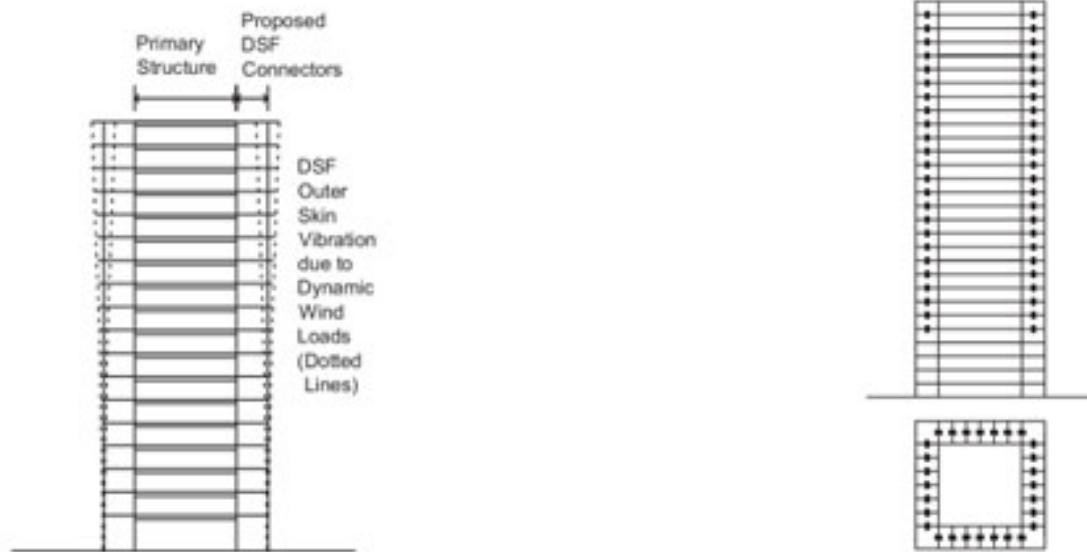 Primary
Structure
Proposed
DSF
Connectors
DSF
Outer
Skin
Vibration
due to
Dynamic
Wind
Loads
(Dotted
Lines)